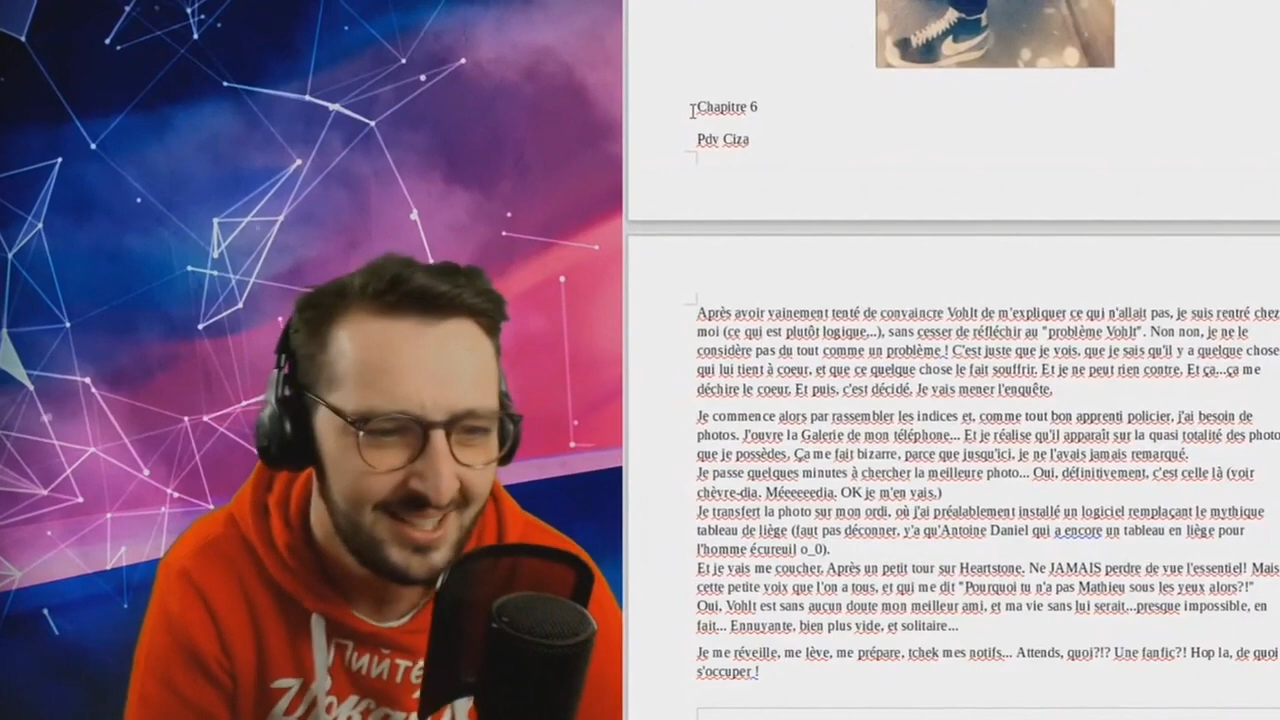 Chapitre 6
Pdv Ciza
Après avoir vainement tenté de convaincre Vohlt de m'expliquer ce qui n'allait pas, je suis rentré chez
moi (ce qui est plutôt logique...), sans cesser de réfléchir au "problème Vohlt". Non non, je ne le
considère pas du tout comme un problème ! C'est juste que je vois, que je sais qu'il y a quelque chose
qui lui tient à coeur, et que ce quelque chose le fait souffrir. Et je ne peut rien contre. Et ça...ça me
déchire le coeur. Et puis, c'est décidé. Je vais mener l'enquête.
Je commence alors par rassembler les indices et, comme tout bon apprenti policier, j'ai besoin de
photos. J'ouvre la Galerie de mon téléphone... Et je réalise qu'il apparaît sur la quasi totalité des photo
que je possèdes. Ça me fait bizarre, parce que jusqu'ici, je ne l'avais jamais remarqué.
Je passe quelques minutes à chercher la meilleure photo... Oui, définitivement, c'est celle là (voir
chèvre-dia. Méeeeeedia. OK je m'en vais.)
Je transfert la photo sur mon ordi, où j'ai préalablement installé un logiciel remplaçant le mythique
tableau de liège (faut pas déconner, y'a qu'Antoine Daniel qui a encore un tableau en liège pour
l'homme écureuil o_0).
Et je vais me coucher. Après un petit tour sur Heartstone. Ne JAMAIS perdre de vue l'essentiel! Mais
cette petite voix que l'on a tous, et qui me dit "Pourquoi tu n'a pas Mathieu sous les yeux alors?!"
Oui, Vohlt est sans aucun doute mon meilleur ami, et ma vie sans lui serait...presque impossible, en
fait... Ennuyante, bien plus vide, et solitaire...
Je me réveille, me lève, me prépare, tchek mes notifs... Attends, quoi?!? Une fanfic?! Hop la, de quoi
s'occuper !
Пийте